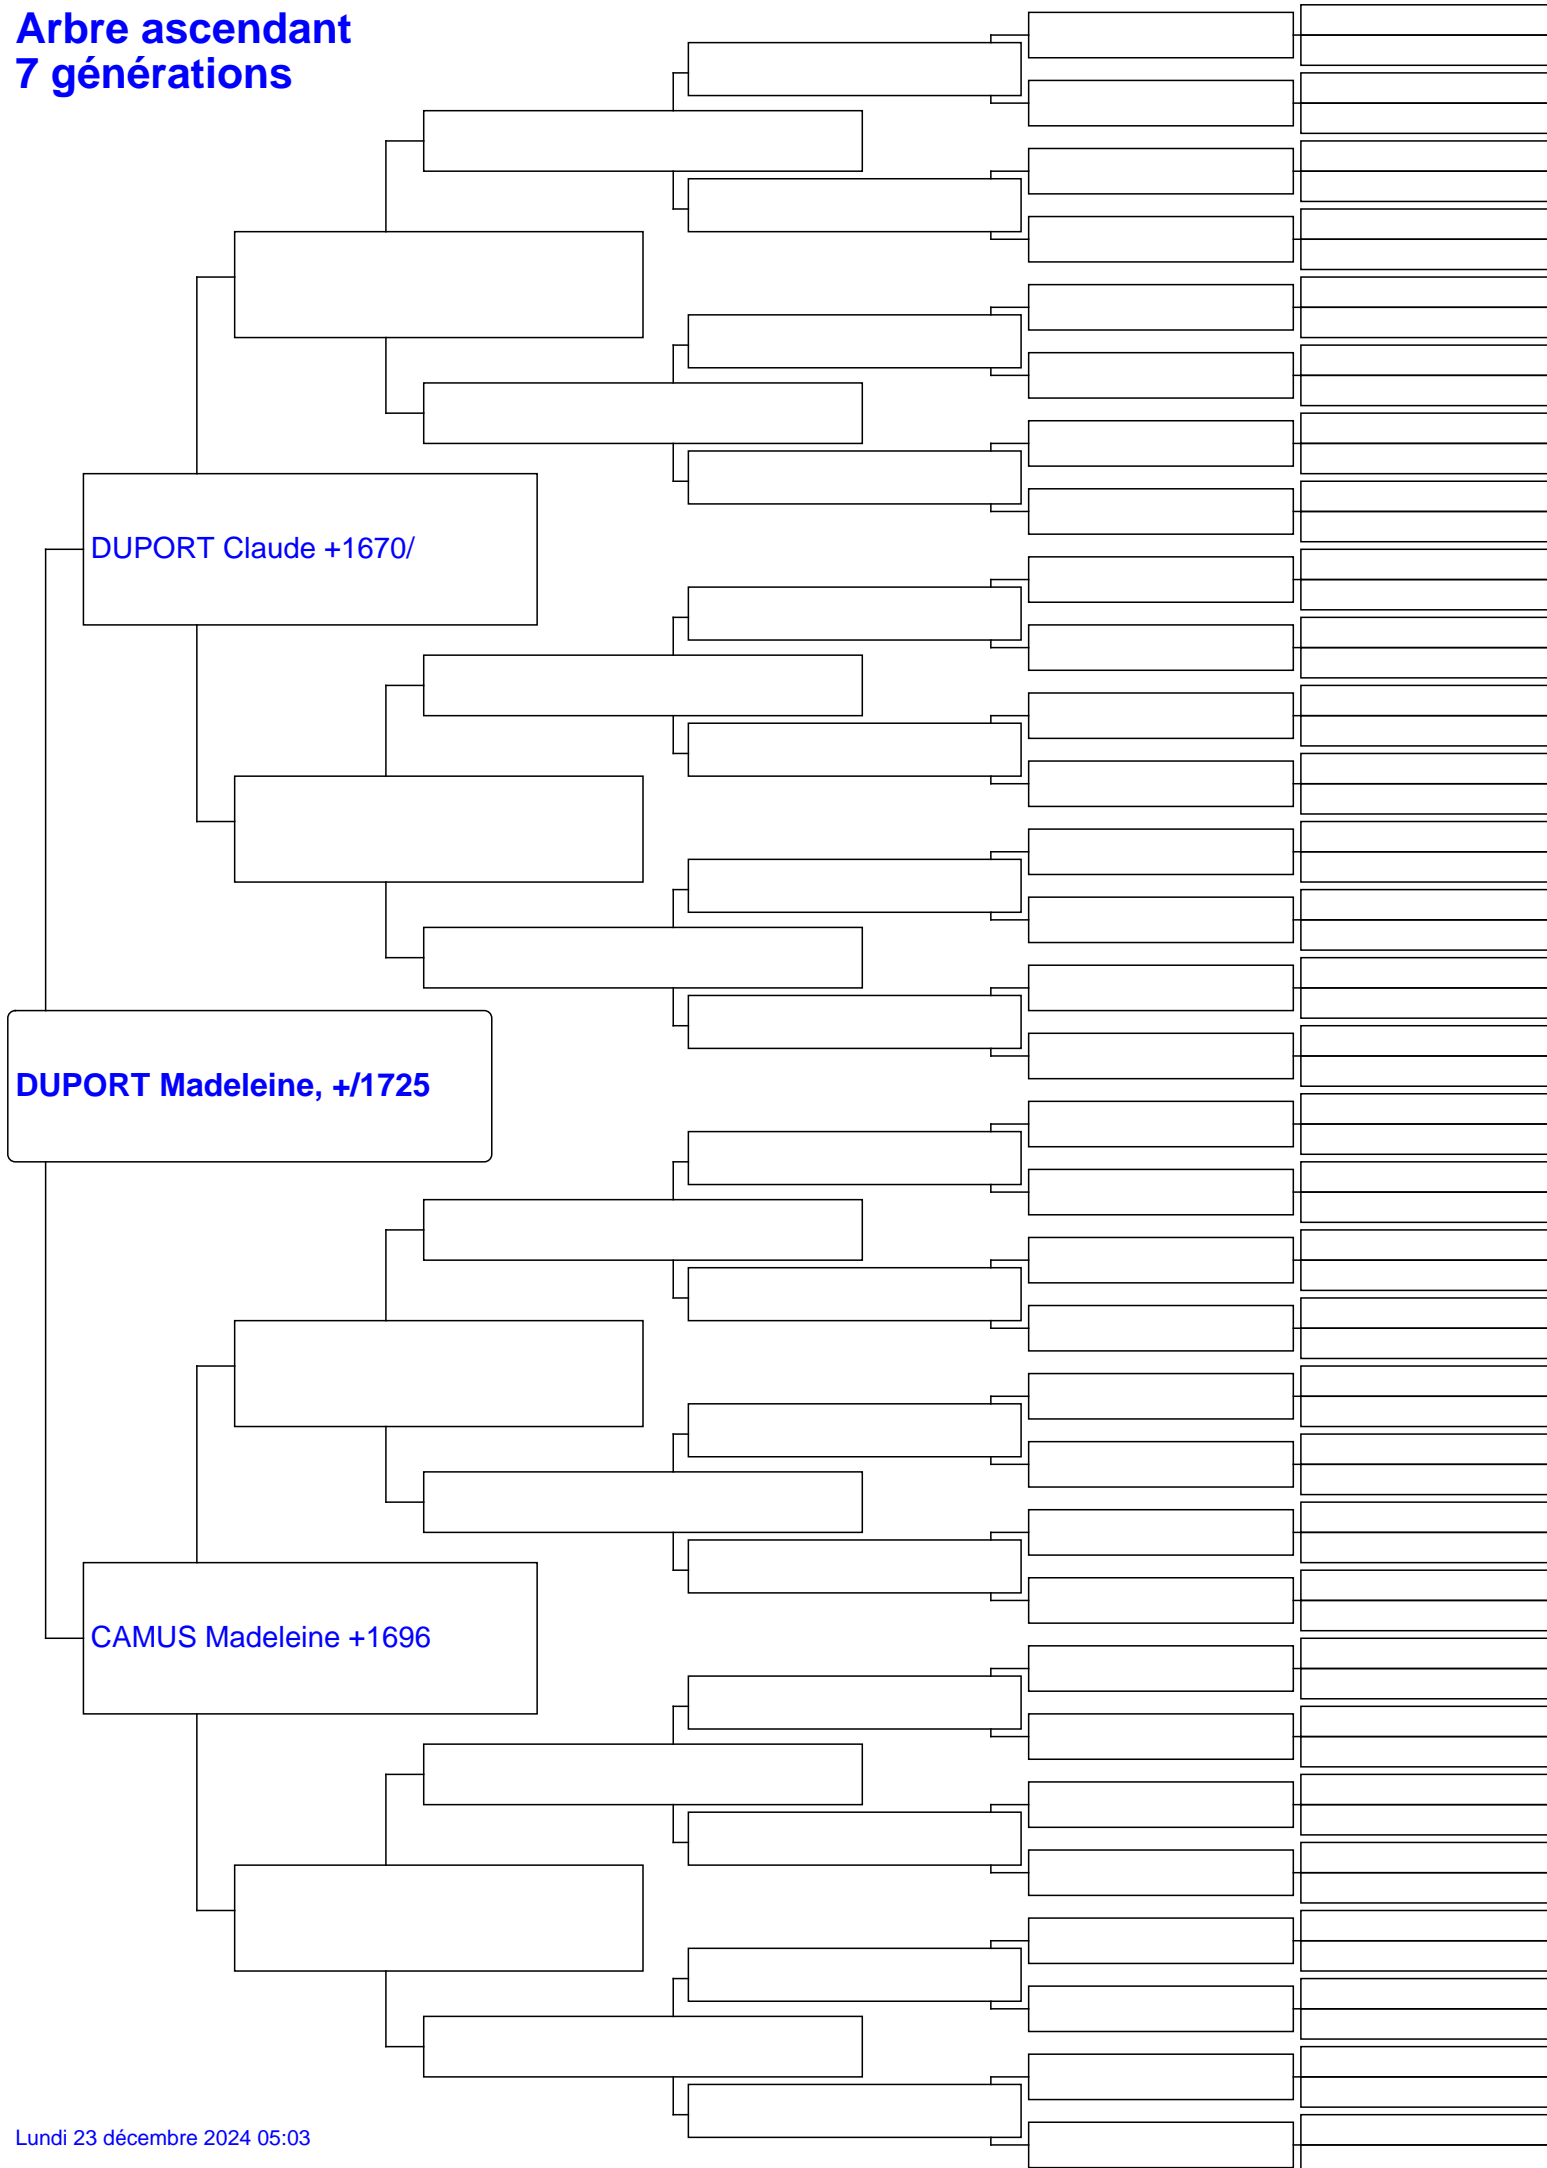 Arbre ascendant
7 générations
DUPORT Claude +1670/
DUPORT Madeleine, +/1725
CAMUS Madeleine +1696
Lundi 23 décembre 2024 05:03